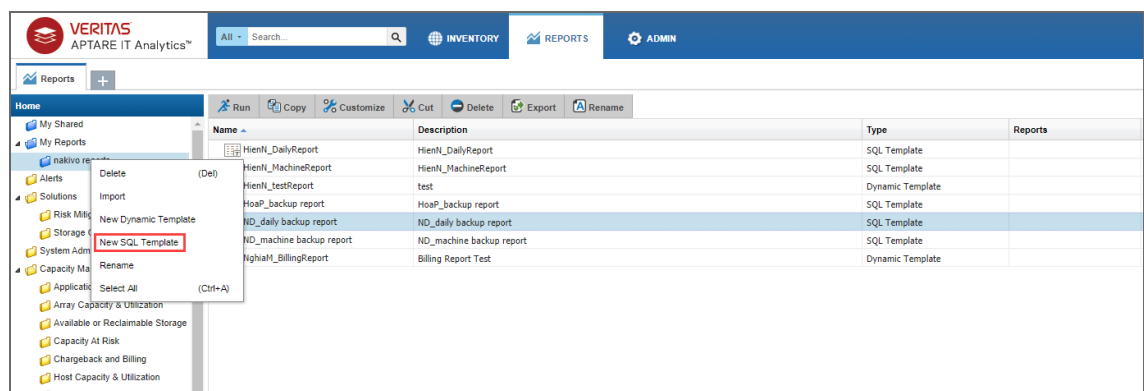 VERITAS
APTARE IT Analytics™
All Search... INVENTORY REPORTS ADMIN
Reports +
Home
Run Copy Customize Cut Delete Export Rename
My Shared
My Reports
nakivo
Alerts
Solutions
Risk
Storage
System
Capacity
Array Capacity & Utilization
Available or Reclaimable Storage
Capacity At Risk
Chargeback and Billing
Host Capacity & Utilization
Delete (Del)
Import
New Dynamic Template
New SQL Template
Rename
Select All (Ctrl+A)
Name Description Type Reports
HienN_DailyReport HienN_DailyReport SQL Template
HienN_MachineReport HienN_MachineReport SQL Template
HienN_testReport test Dynamic Template
HoaP_backup report HoaP_backup report SQL Template
ND_daily backup report ND_daily backup report SQL Template
ND_machine backup report ND_machine backup report SQL Template
NghiaM_BillingReport Billing Report Test Dynamic Template